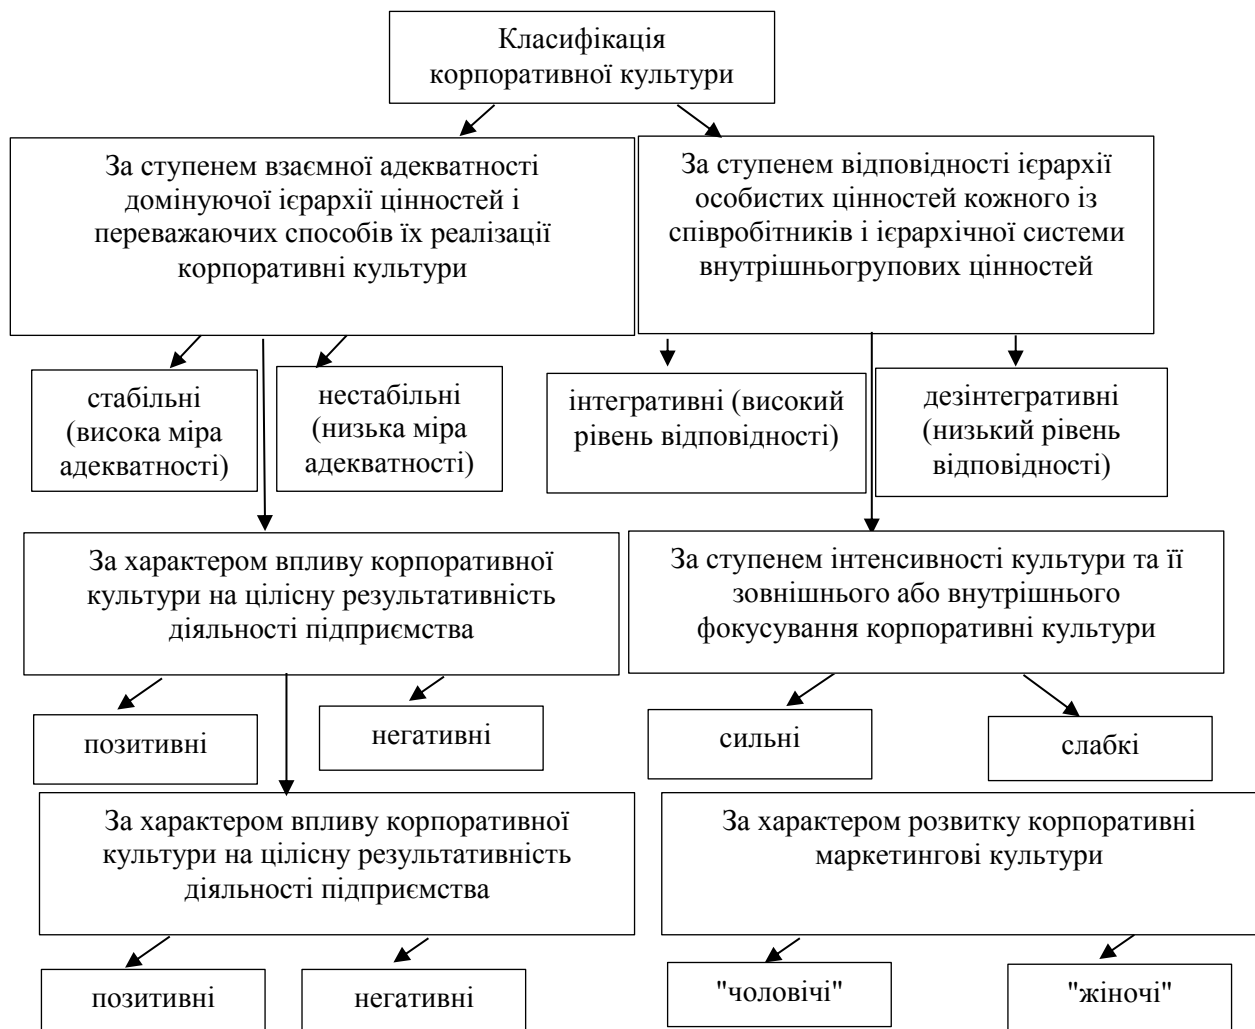 Класифікація
корпоративної культури
За ступенем взаємної адекватності
домінуючої ієрархії цінностей і
переважаючих способів їх реалізації
корпоративні культури
За ступенем відповідності ієрархії
особистих цінностей кожного із
співробітників і ієрархічної системи
внутрішньогрупових цінностей
стабільні
(висока міра
адекватності)
нестабільні
(низька міра
адекватності)
інтегративні (високий
рівень відповідності)
дезінтегративні
(низький рівень
відповідності)
За характером впливу корпоративної
культури на цілісну результативність
діяльності підприємства
За ступенем інтенсивності культури та її
зовнішнього або внутрішнього
фокусування корпоративні культури
позитивні
негативні
сильні
слабкі
За характером впливу корпоративної
культури на цілісну результативність
діяльності підприємства
За характером розвитку корпоративні
маркетингові культури
позитивні
негативні
"чоловічі"
"жіночі"